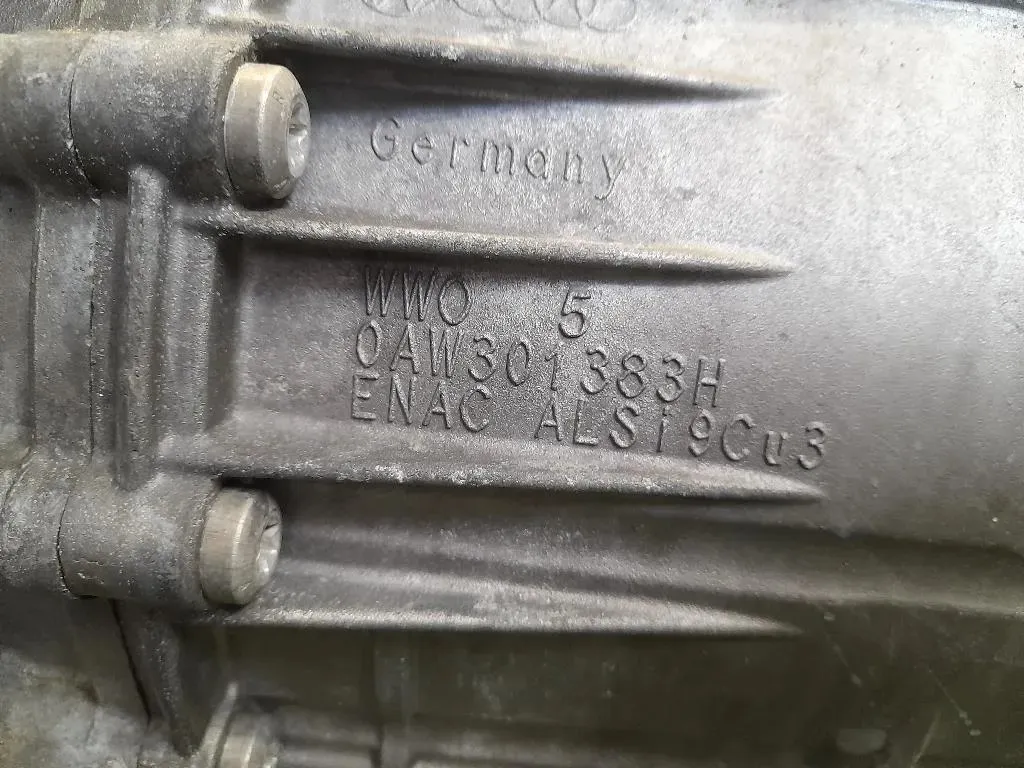 Germany
WWO 5
0AW301383H
ENAC ALSi9Cu3